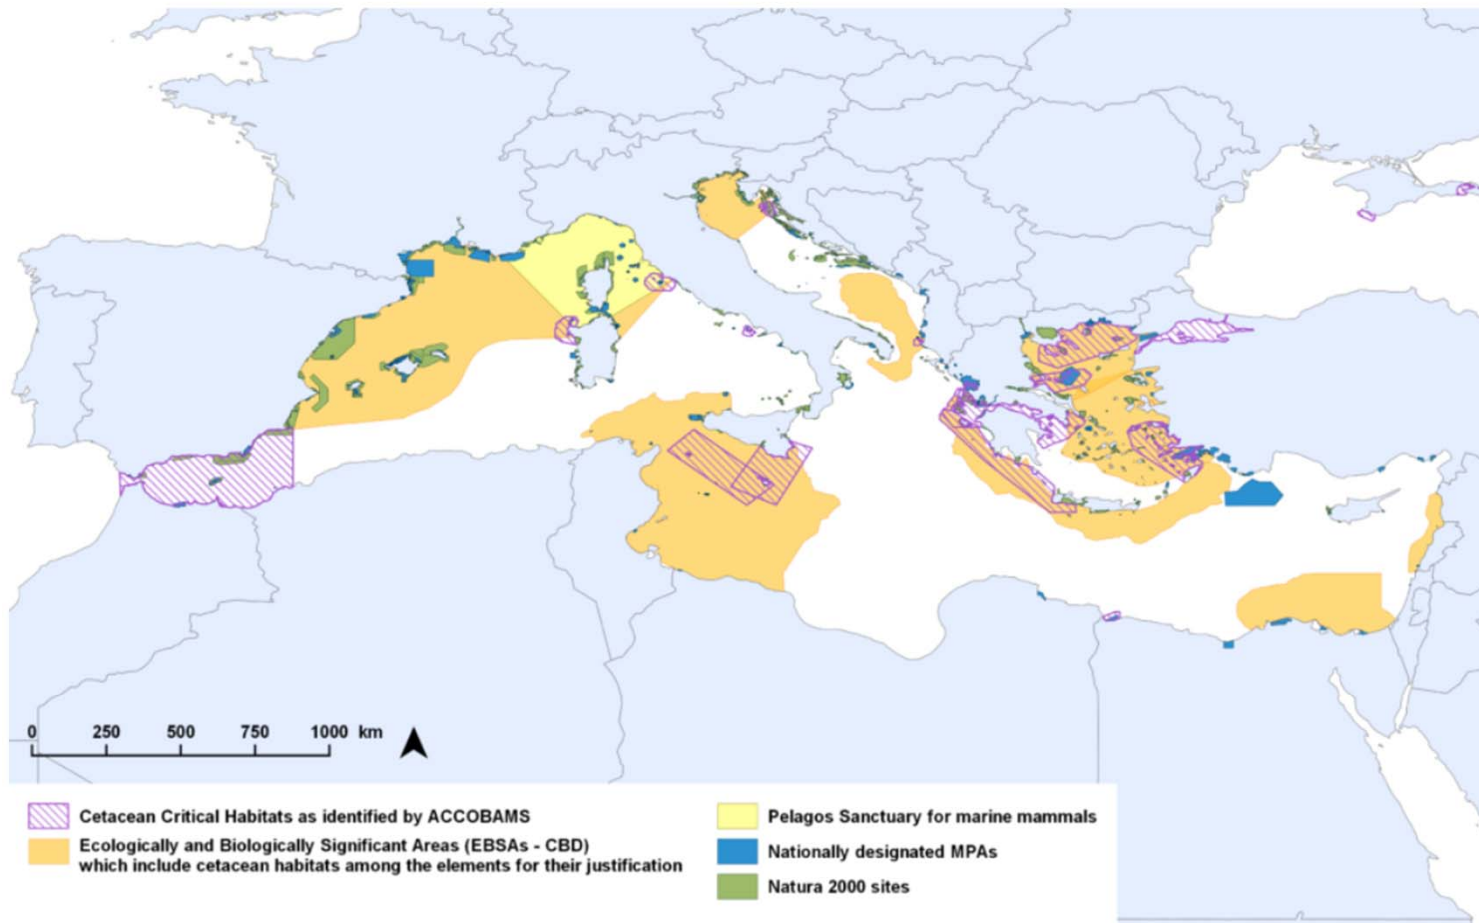 0 250 500 750 1000 km
Cetacean Critical Habitats as identified by ACCOBAMS
Ecologically and Biologically Significant Areas (EBSAs - CBD)
which include cetacean habitats among the elements for their justification
Pelagos Sanctuary for marine mammals
Nationally designated MPAs
Natura 2000 sites